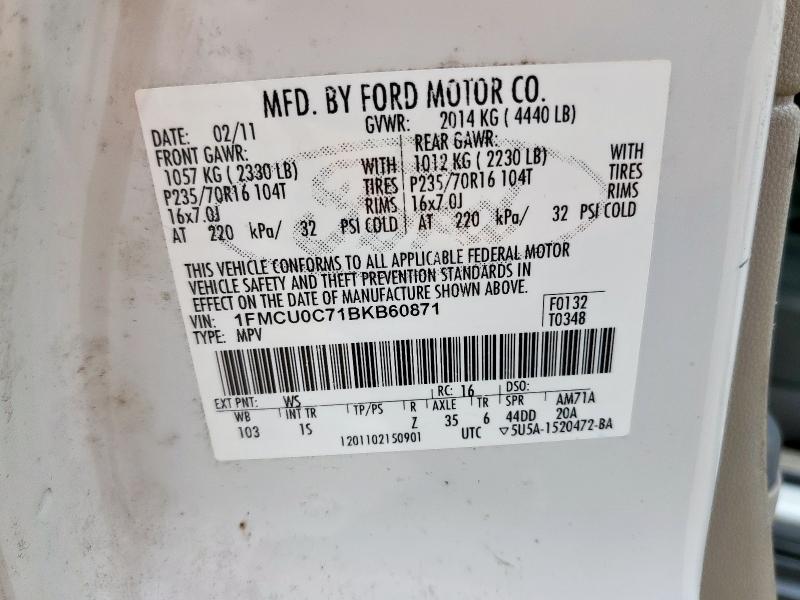 MFD. BY FORD MOTOR CO.
DATE: 02/11 GVWR: 2014 KG ( 4440 LB)
FRONT GAWR: REAR GAWR:
1057 KG ( 2330 LB) WITH 1012 KG ( 2230 LB) WITH
P235/70R16 104T TIRES P235/70R16 104T TIRES
16x7.0J RIMS 16x7.0J RIMS
AT 220 kPa/ 32 PSI COLD AT 220 kPa/ 32 PSI COLD
THIS VEHICLE CONFORMS TO ALL APPLICABLE FEDERAL MOTOR
VEHICLE SAFETY AND THEFT PREVENTION STANDARDS IN
EFFECT ON THE DATE OF MANUFACTURE SHOWN ABOVE.
VIN: 1FMCU0C71BKB60871 F0132
TYPE: MPV T0348
EXT PNT: WS RC: 16 DSO:
WB INT TR TP/PS R AXLE TR SPR AM71A
103 1S Z 35 6 44DD 20A
1201102150901 UTC ▽5U5A-1520472-BA